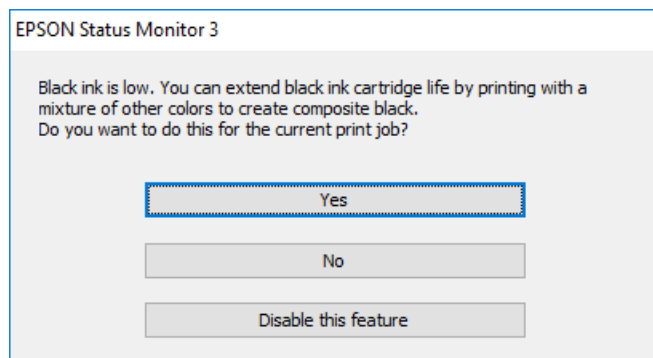 EPSON Status Monitor 3
Black ink is low. You can extend black ink cartridge life by printing with a
mixture of other colors to create composite black.
Do you want to do this for the current print job?
Yes
No
Disable this feature